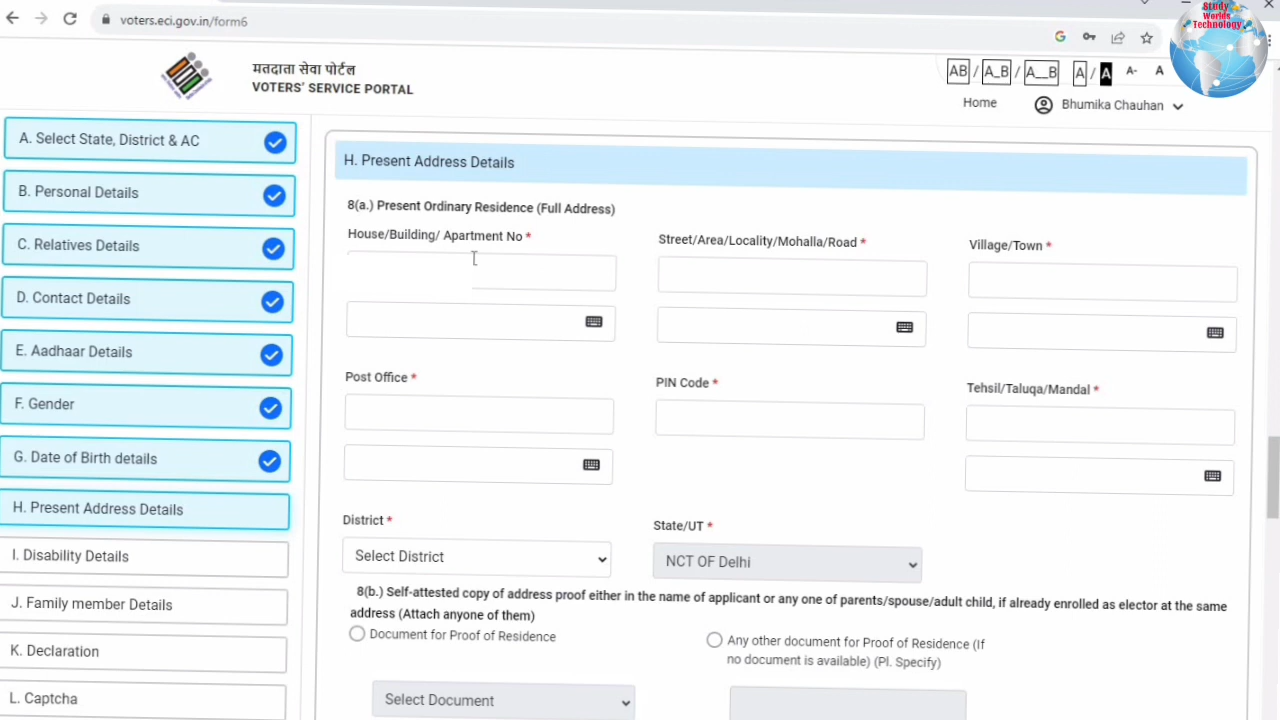 voters.eci.gov.in/form6
Study
Worlds
Technology
मतदाता सेवा पोर्टल
VOTERS' SERVICE PORTAL
AB / A_B / A__B A / A A- A
Home
Bhumika Chauhan
A. Select State, District & AC
B. Personal Details
C. Relatives Details
D. Contact Details
E. Aadhaar Details
F. Gender
G. Date of Birth details
H. Present Address Details
I. Disability Details
J. Family member Details
K. Declaration
L. Captcha
H. Present Address Details
8(a.) Present Ordinary Residence (Full Address)
House/Building/ Apartment No *
Street/Area/Locality/Mohalla/Road *
Village/Town *
Post Office *
PIN Code *
Tehsil/Taluqa/Mandal *
District *
State/UT *
Select District
NCT OF Delhi
8(b.) Self-attested copy of address proof either in the name of applicant or any one of parents/spouse/adult child, if already enrolled as elector at the same
address (Attach anyone of them)
Document for Proof of Residence
Any other document for Proof of Residence (If
no document is available) (Pl. Specify)
Select Document